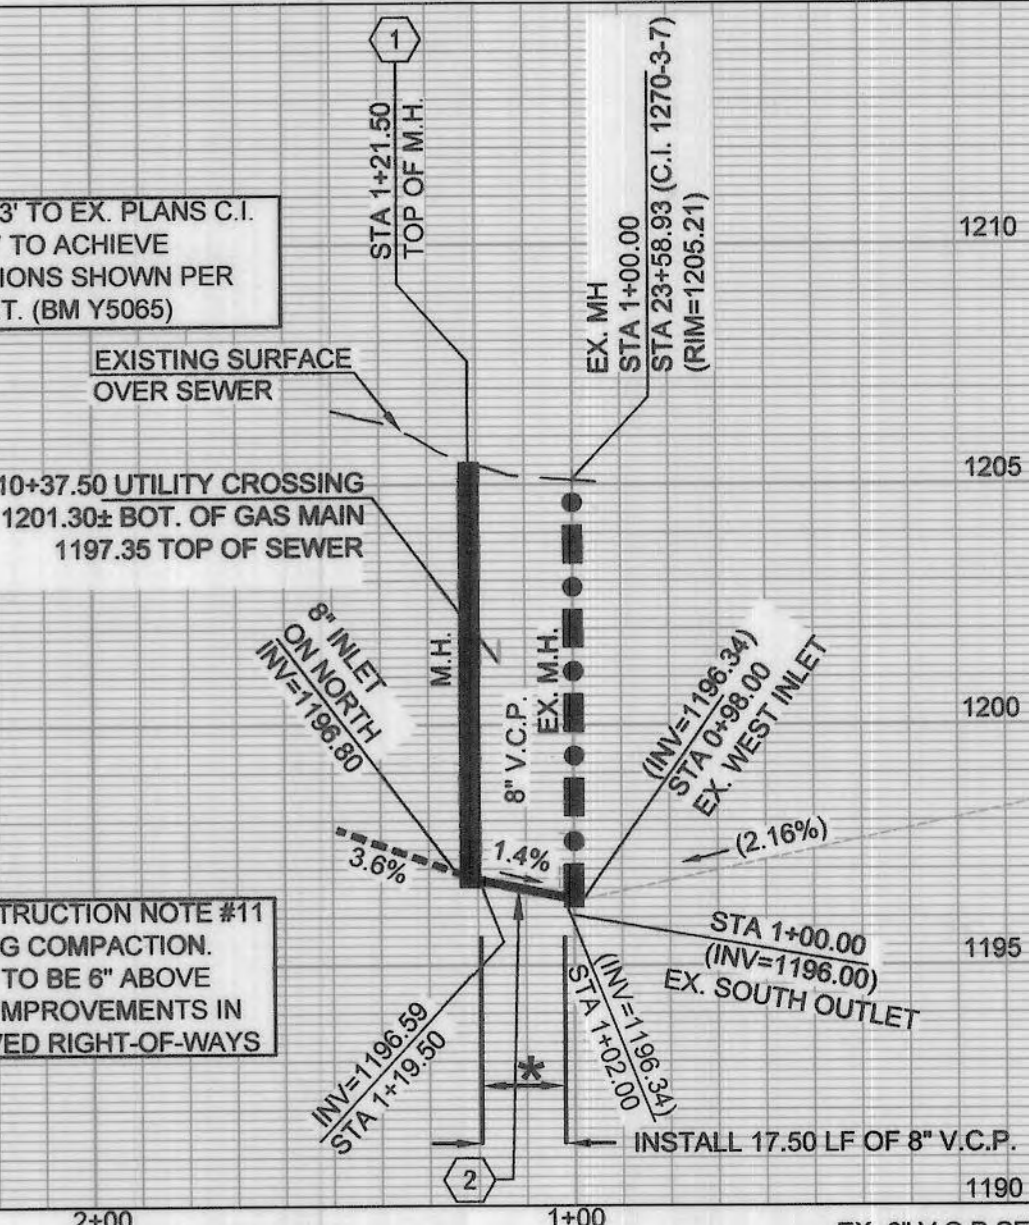 1
STA 1+21.50
TOP OF M.H.
EX. MH
STA 1+00.00
STA 23+58.93 (C.I. 1270-3-7)
(RIM=1205.21)
3' TO EX. PLANS C.I.
TO ACHIEVE
IONS SHOWN PER
T. (BM Y5065)
1210
EXISTING SURFACE
OVER SEWER
1205
10+37.50 UTILITY CROSSING
1201.30± BOT. OF GAS MAIN
1197.35 TOP OF SEWER
8" INLET
ON NORTH
INV=1196.80
M.H.
8" V.C.P.
EX. M.H.
(INV=1196.34)
STA 0+98.00
EX. WEST INLET
1200
3.6%
1.4%
(2.16%)
TRUCTION NOTE #11
G COMPACTION.
TO BE 6" ABOVE
MPROVEMENTS IN
VED RIGHT-OF-WAYS
STA 1+00.00
(INV=1196.00)
EX. SOUTH OUTLET
1195
INV=1196.59
STA 1+19.50
*
(INV=1196.34)
STA 1+02.00
INSTALL 17.50 LF OF 8" V.C.P.
2
1190
2+00
1+00